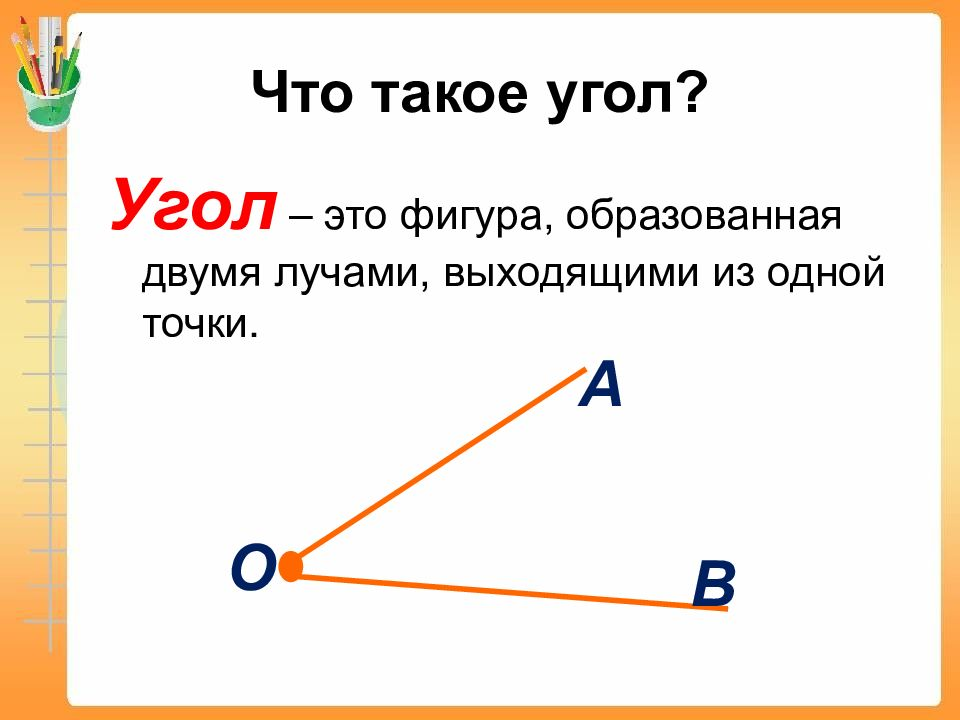 Что такое угол?
Угол – это фигура, образованная
двумя лучами, выходящими из одной
точки.
А
О
В